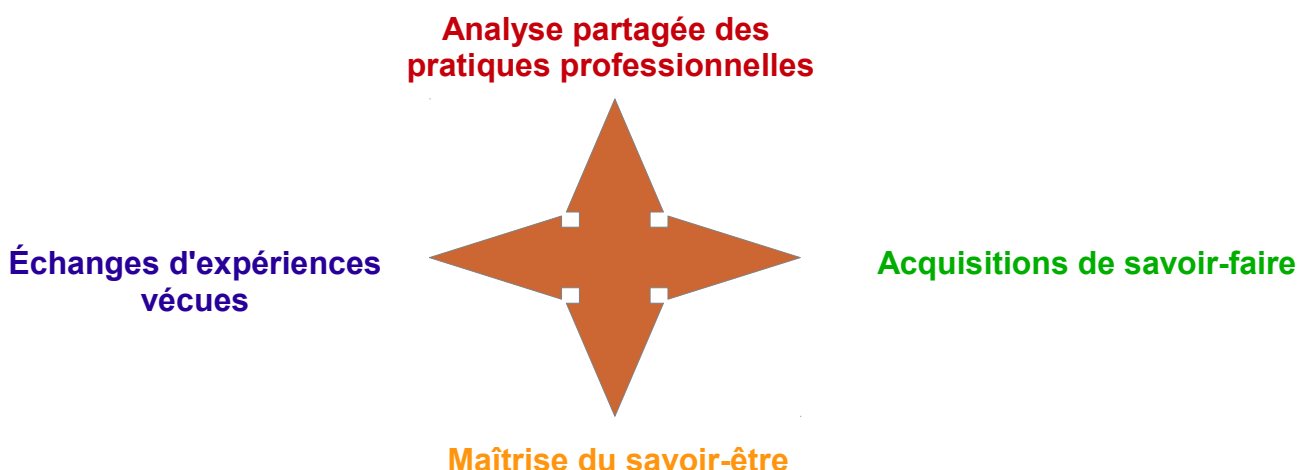 Analyse partagée des
pratiques professionnelles
Échanges d'expériences
vécues
Acquisitions de savoir-faire
Maîtrise du savoir-être